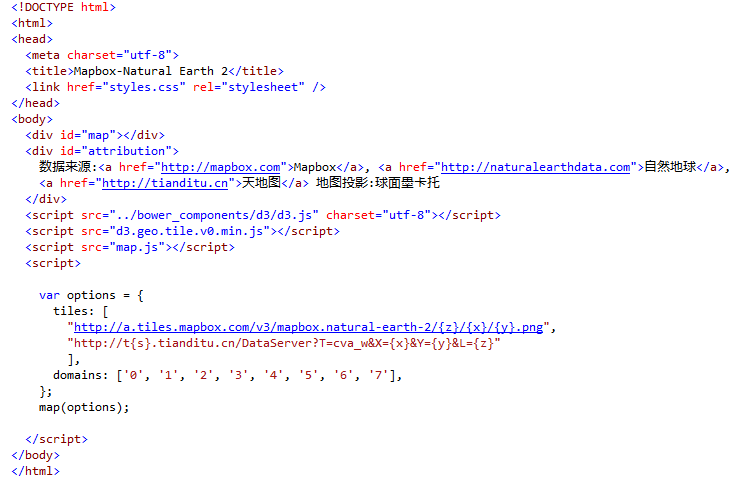 <!DOCTYPE html>
<html>
<head>
  <meta charset="utf-8">
  <title>Mapbox-Natural Earth 2</title>
  <link href="styles.css" rel="stylesheet" />
</head>
<body>
  <div id="map"></div>
  <div id="attribution">
    数据来源:<a href="http://mapbox.com">Mapbox</a>, <a href="http://naturalearthdata.com">自然地球</a>,
    <a href="http://tianditu.cn">天地图</a> 地图投影:球面墨卡托
  </div>
  <script src="../bower_components/d3/d3.js" charset="utf-8"></script>
  <script src="d3.geo.tile.v0.min.js"></script>
  <script src="map.js"></script>
  <script>

    var options = {
      tiles: [
        "http://a.tiles.mapbox.com/v3/mapbox.natural-earth-2/{z}/{x}/{y}.png",
        "http://t{s}.tianditu.cn/DataServer?T=cva_w&X={x}&Y={y}&L={z}"
        ],
      domains: ['0', '1', '2', '3', '4', '5', '6', '7'],
    };
    map(options);

  </script>
</body>
</html>